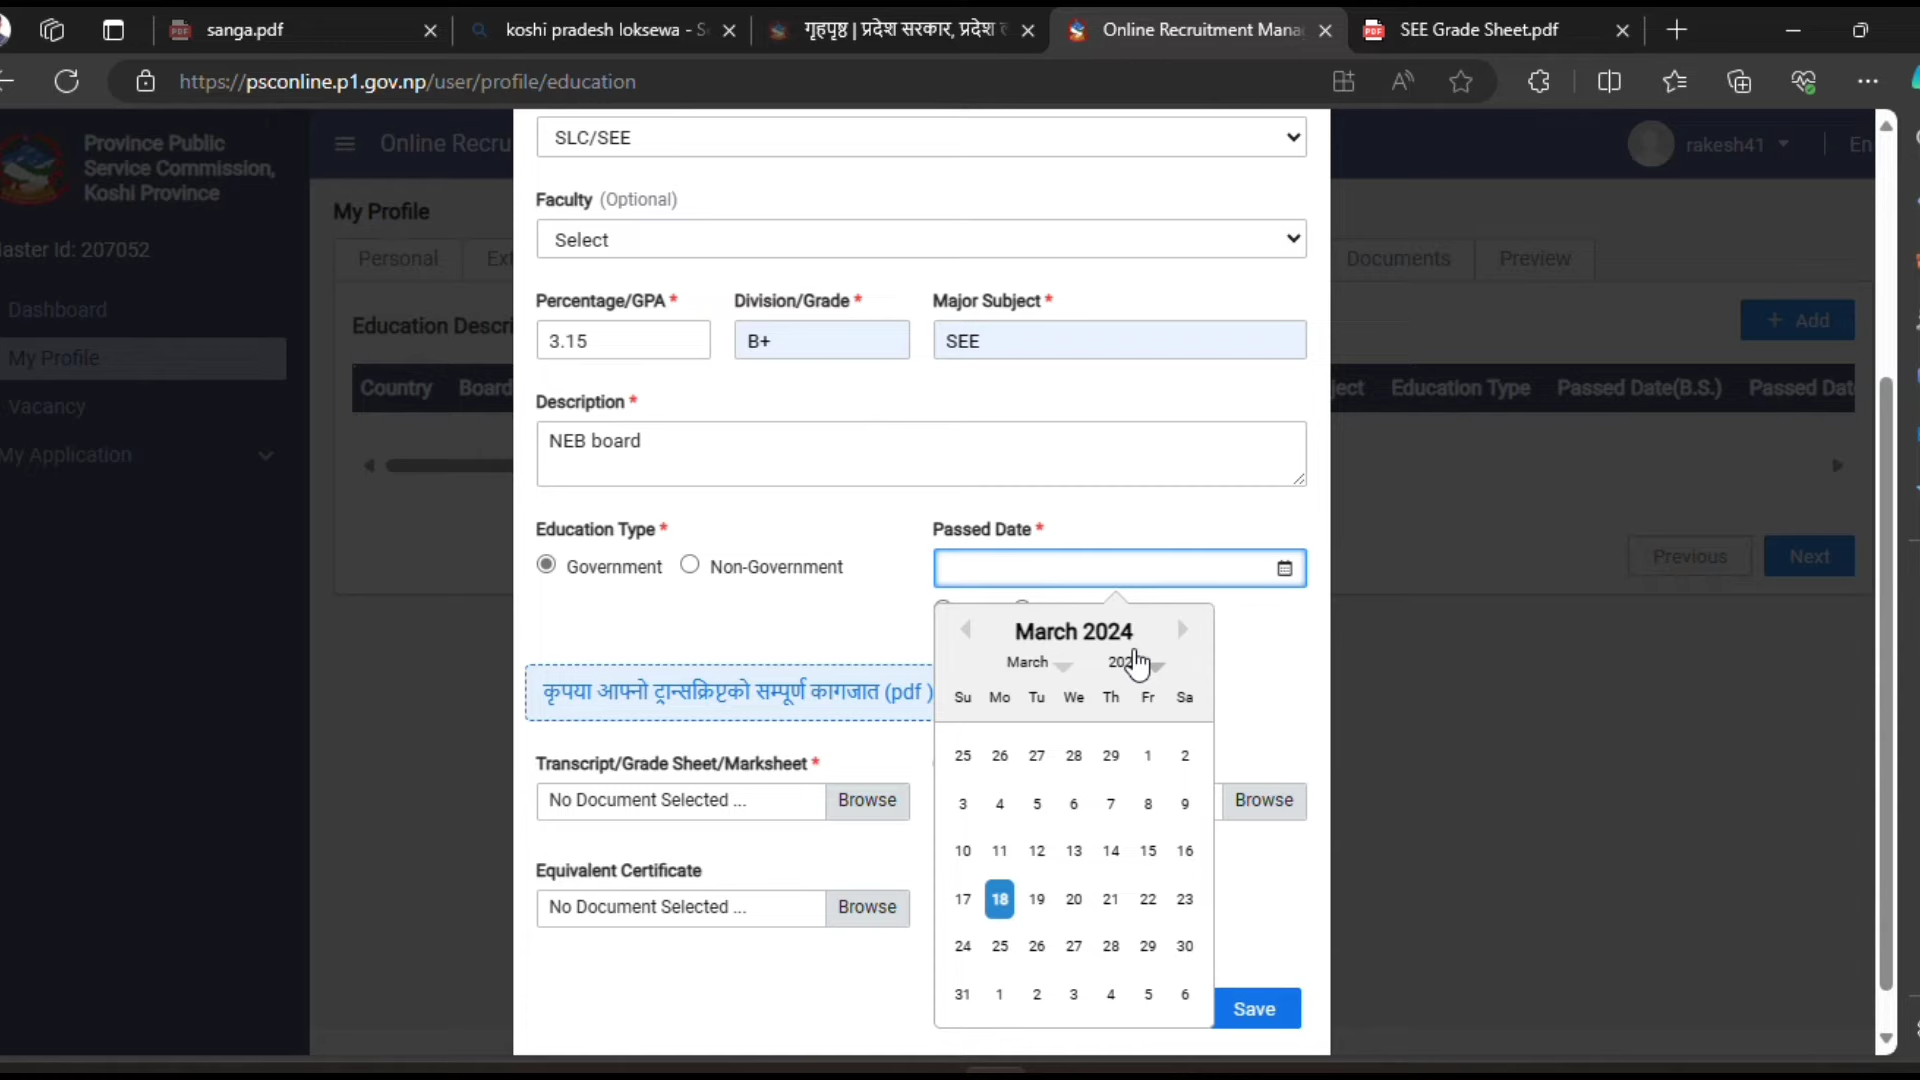 sanga.pdf
koshi pradesh loksewa - S
गृहपृष्ठ | प्रदेश सरकार, प्रदेश
Online Recruitment Mana
SEE Grade Sheet.pdf
https://psconline.p1.gov.np/user/profile/education
Province Public
Service Commission,
Koshi Province
Online Recru
rakesh41
En
SLC/SEE
Faculty (Optional)
Select
My Profile
Master Id: 207052
Personal
Ext
Documents
Preview
Dashboard
My Profile
Vacancy
My Application
Education Descri
+ Add
Percentage/GPA *
Division/Grade *
Major Subject *
3.15
B+
SEE
Country
Board
ject
Education Type
Passed Date(B.S.)
Passed Dat
Description *
NEB board
Education Type *
Passed Date *
Government
Non-Government
Previous
Next
March 2024
March
202
Su Mo Tu We Th Fr Sa
25 26 27 28 29 1 2
3 4 5 6 7 8 9
10 11 12 13 14 15 16
17 18 19 20 21 22 23
24 25 26 27 28 29 30
31 1 2 3 4 5 6
कृपया आफ्नो ट्रान्सक्रिप्टको सम्पूर्ण कागजात (pdf )
Transcript/Grade Sheet/Marksheet *
No Document Selected ...
Browse
Browse
Equivalent Certificate
No Document Selected ...
Browse
Save